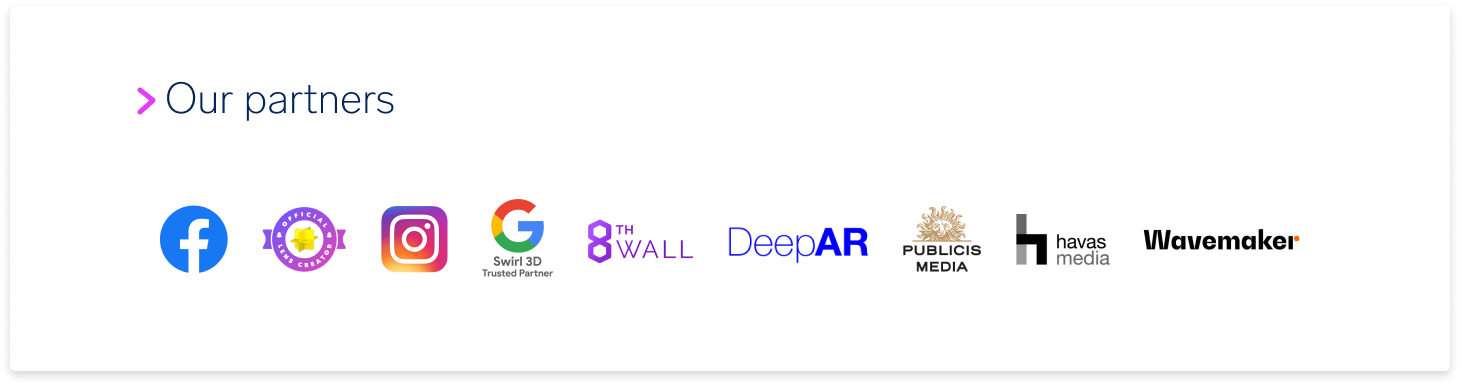 Our partners
OFFICIAL
LENS CREATOR
Swirl 3D
Trusted Partner
8TH
WALL
DeepAR
PUBLICIS
MEDIA
havas
media
Wavemaker